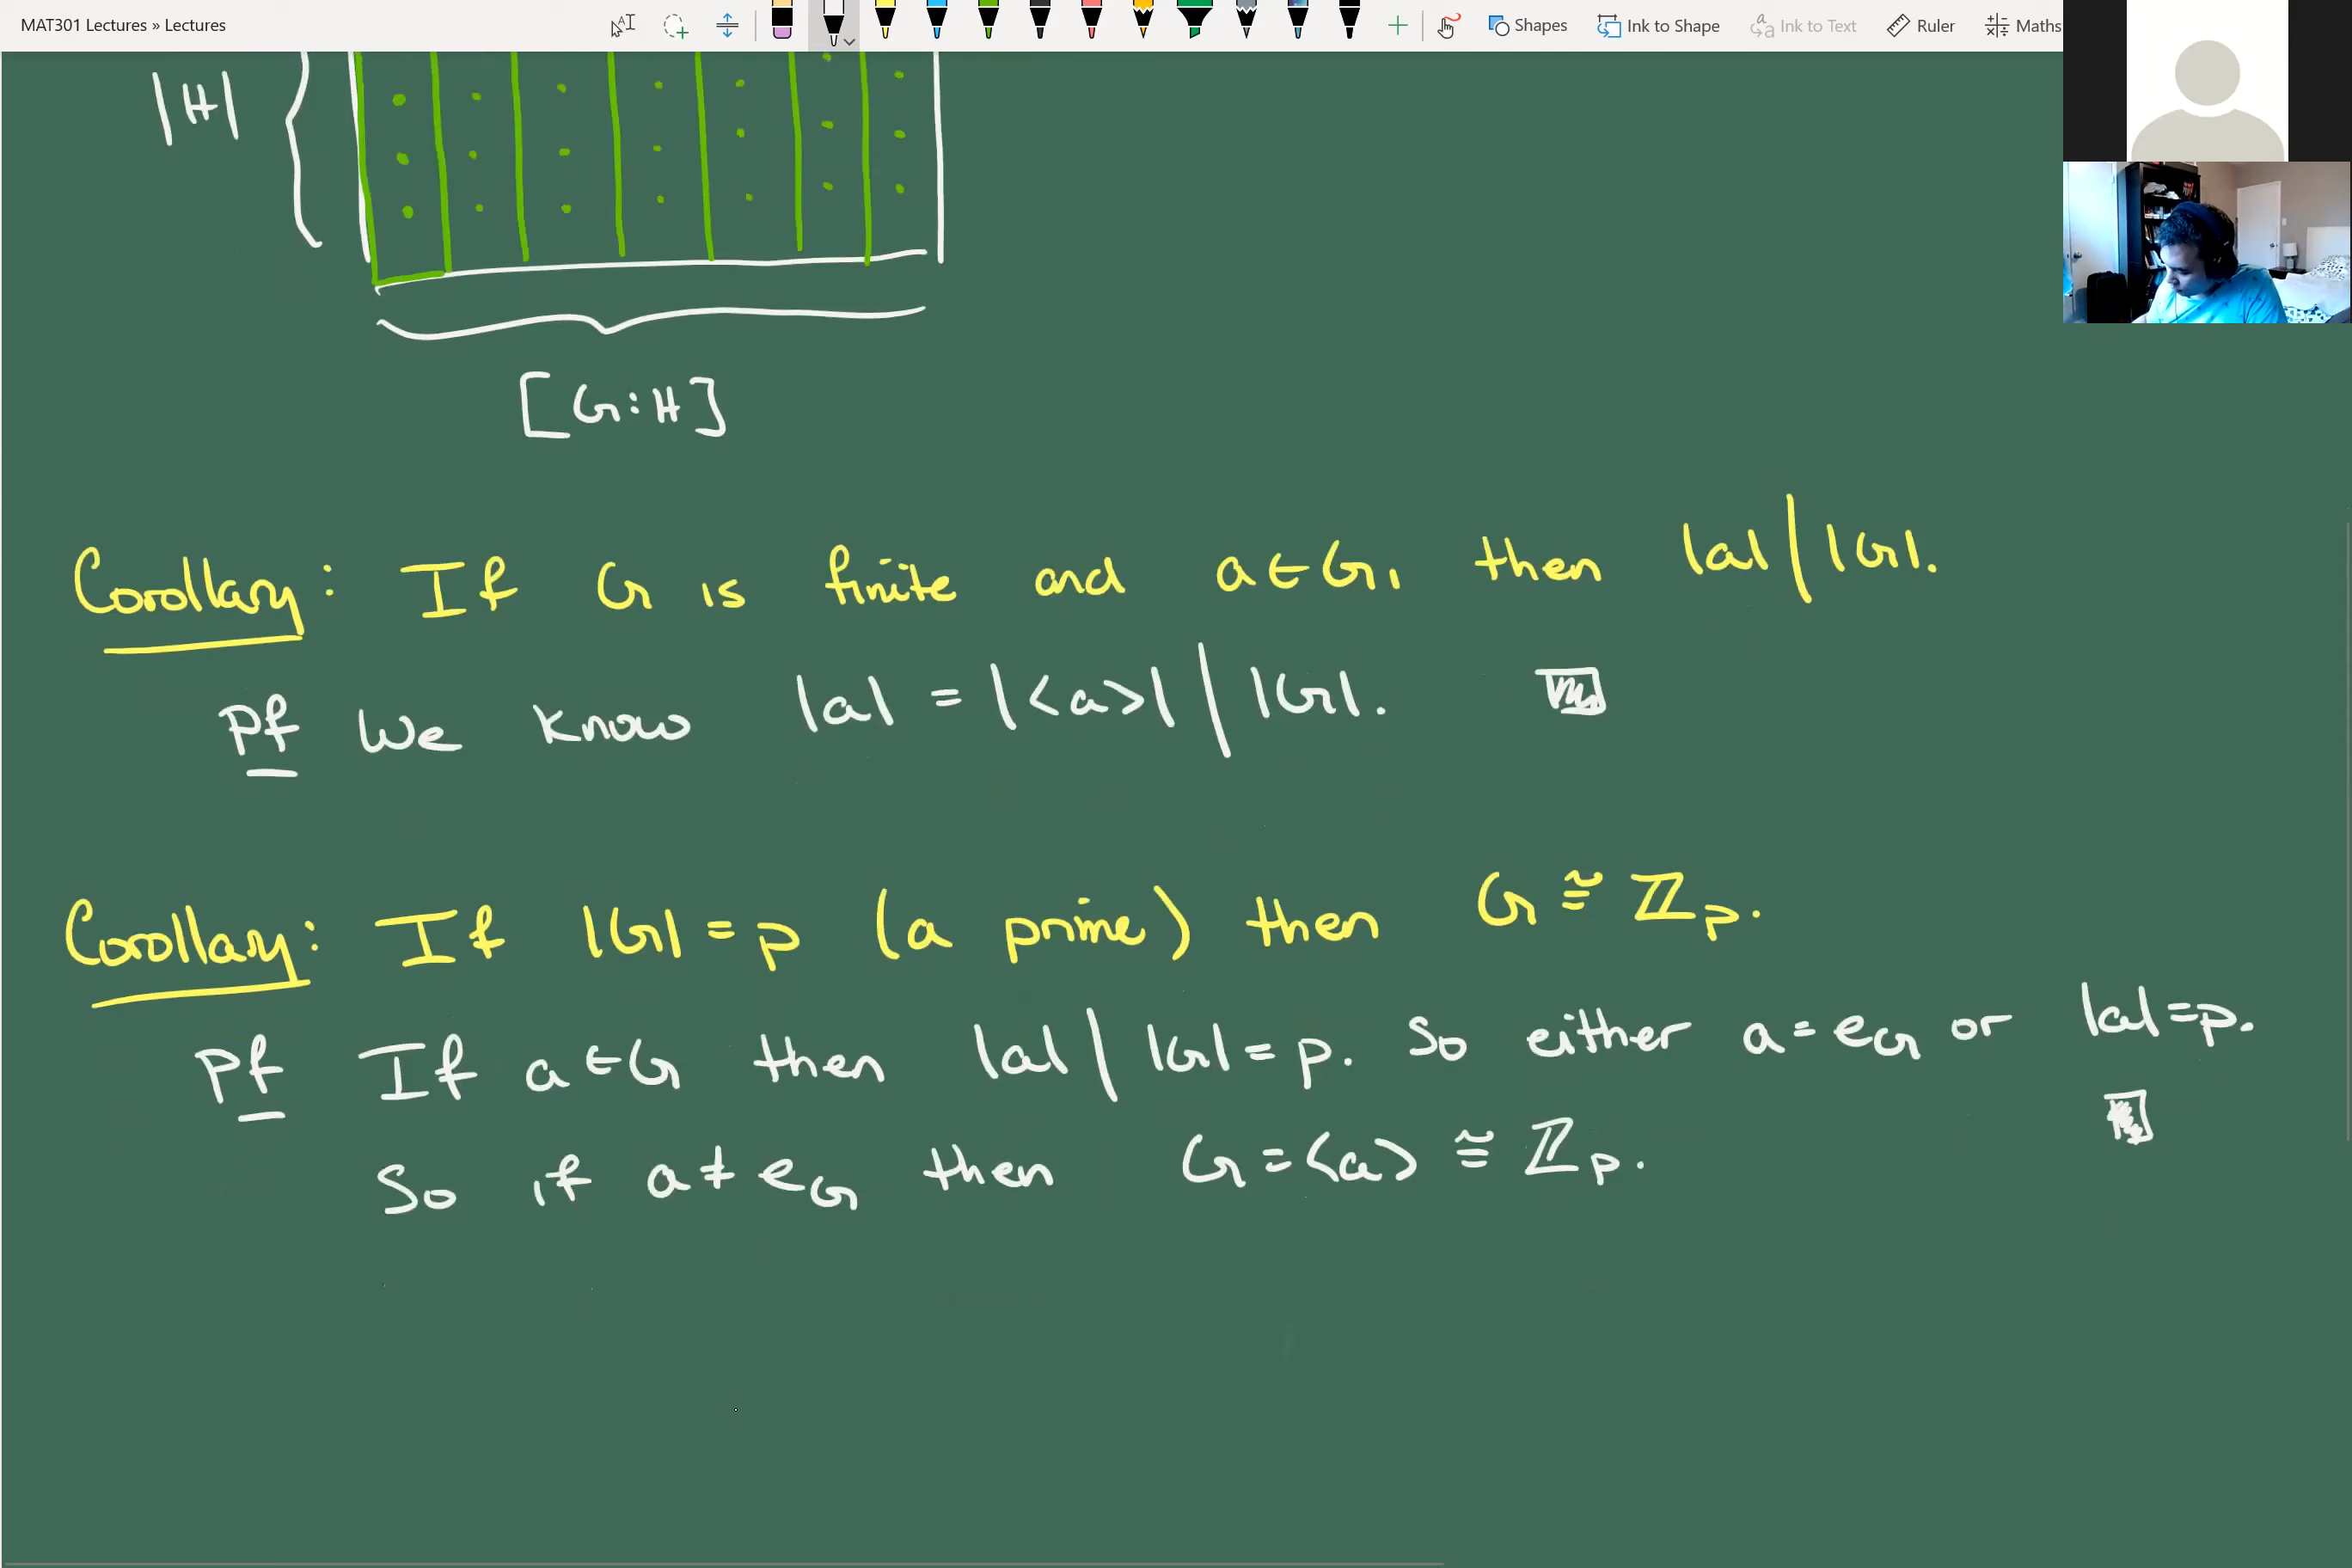 MAT301 Lectures » Lectures
Shapes Ink to Shape Ink to Text Ruler Maths
|H|
[G:H]
Corollary: If G is finite and a∈G, then |a| | |G|.
Pf We know |a| = |<a>| | |G|.
Corollary: If |G| = p (a prime) then G ≅ ℤp.
Pf If a∈G then |a| | |G| = p. So either a = eG or |a| = p.
So if a ≠ eG then G = <a> ≅ ℤp.